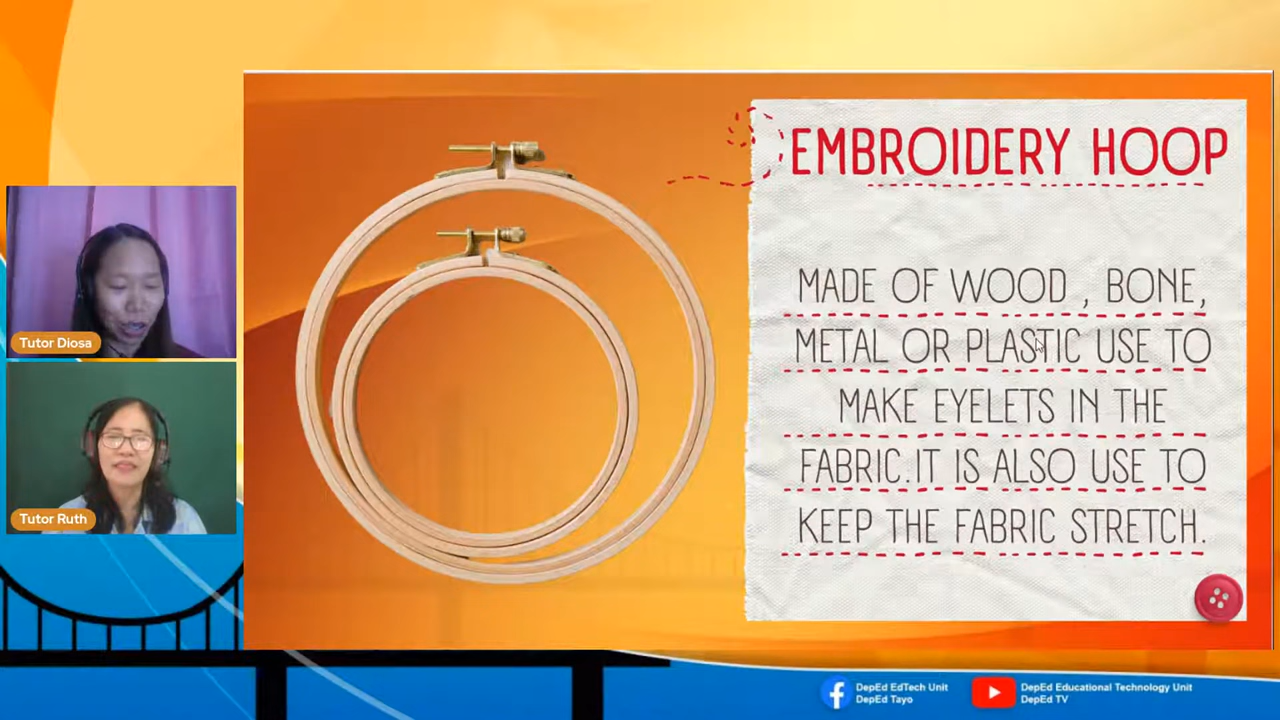 EMBROIDERY HOOP
MADE OF WOOD , BONE,
METAL OR PLASTIC USE TO
MAKE EYELETS IN THE
FABRIC.IT IS ALSO USE TO
KEEP THE FABRIC STRETCH.
Tutor Diosa
Tutor Ruth
DepEd EdTech Unit
DepEd Tayo
DepEd Educational Technology Unit
DepEd TV